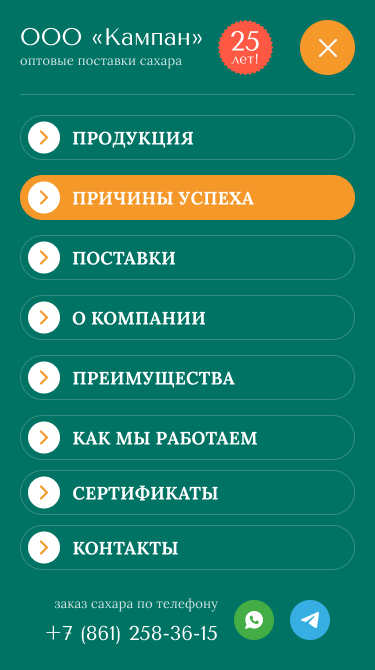 ООО «Кампан»
оптовые поставки сахара
25
лет!
ПРОДУКЦИЯ
ПРИЧИНЫ УСПЕХА
ПОСТАВКИ
О КОМПАНИИ
ПРЕИМУЩЕСТВА
КАК МЫ РАБОТАЕМ
СЕРТИФИКАТЫ
КОНТАКТЫ
заказ сахара по телефону
+7 (861) 258-36-15